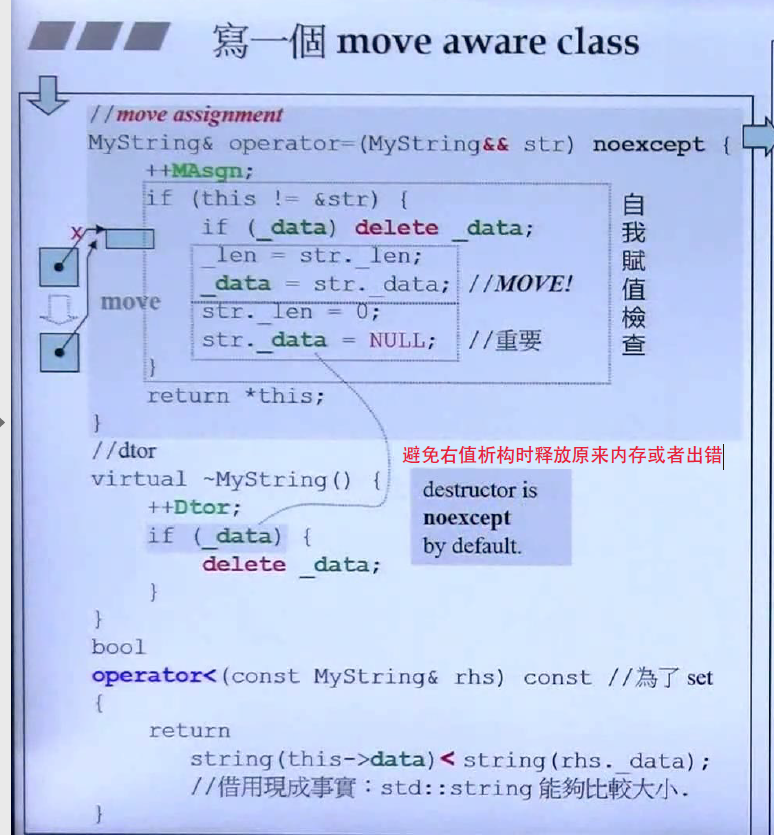 寫一個 move aware class
//move assignment
MyString& operator=(MyString&& str) noexcept {
++MAsgn;
if (this != &str) {
if (_data) delete _data;
_len = str._len;
_data = str._data; //MOVE!
str._len = 0;
str._data = NULL; //重要
}
return *this;
}
自我賦值檢查
x
move
//dtor
virtual ~MyString() {
++Dtor;
if (_data) {
delete _data;
}
}
避免右值析构时释放原来内存或者出错
destructor is
noexcept
by default.
bool
operator<(const MyString& rhs) const //為了 set
{
return
string(this->data)< string(rhs._data);
//借用現成事實：std::string 能夠比較大小.
}